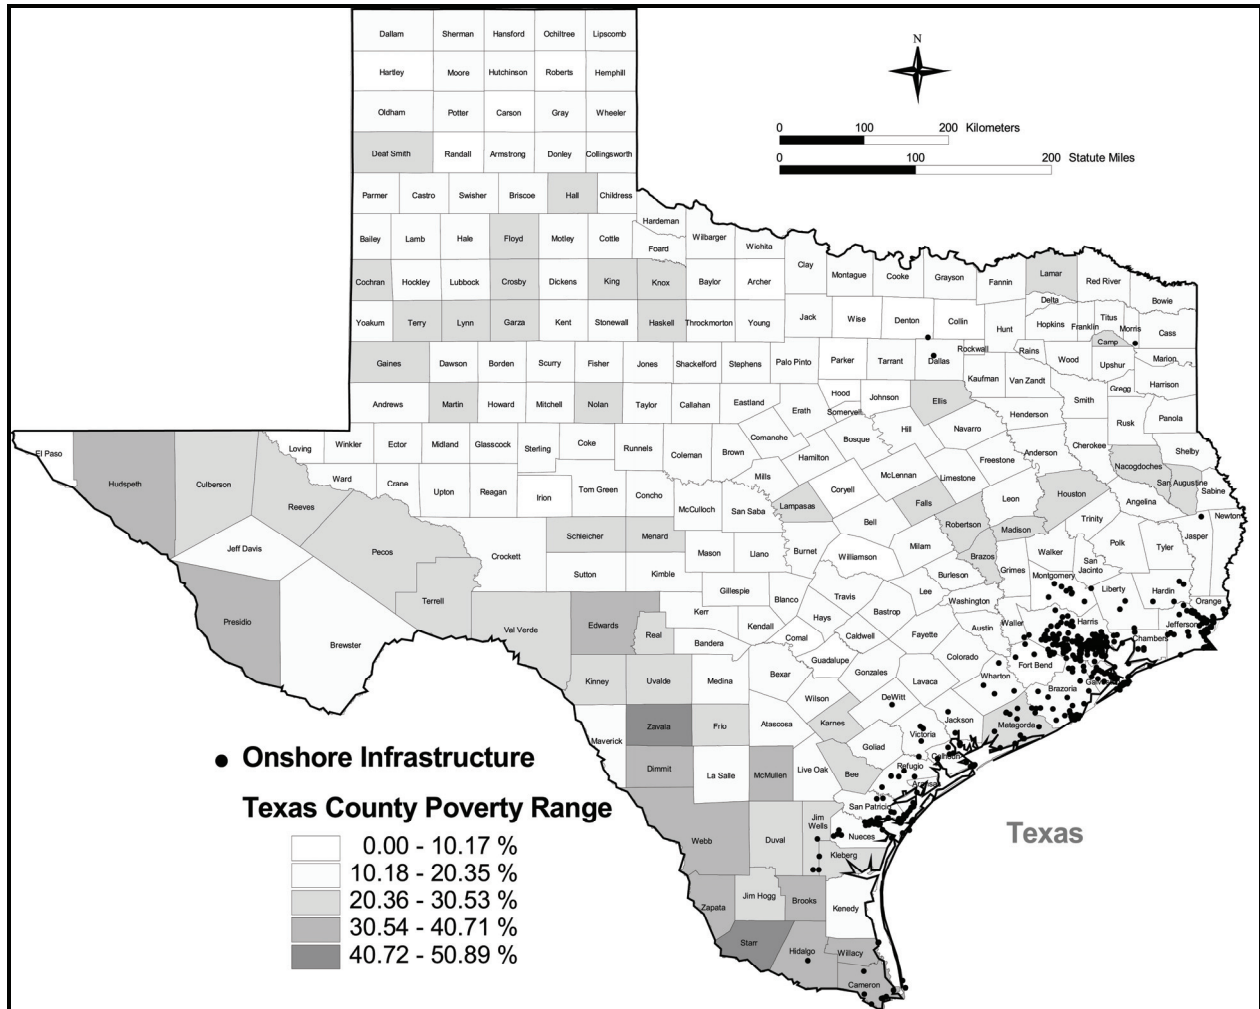 N
0 100 200 Kilometers
0 100 200 Statute Miles
Dallam Sherman Hansford Ochiltree Lipscomb
Hartley Moore Hutchinson Roberts Hemphill
Oldham Potter Carson Gray Wheeler
Deaf Smith Randall Armstrong Donley Collingsworth
Parmer Castro Swisher Briscoe Hall Childress
Hardeman
Bailey Lamb Hale Floyd Motley Cottle Foard Wilbarger Wichita
Clay Montague Cooke Grayson Fannin Lamar Red River Bowie
Cochran Hockley Lubbock Crosby Dickens King Knox Baylor Archer
Delta
Yoakum Terry Lynn Garza Kent Stonewall Haskell Throckmorton Young Jack Wise Denton Collin Hunt Hopkins Franklin Titus Morris Cass
Camp
Gaines Dawson Borden Scurry Fisher Jones Shackelford Stephens Palo Pinto Parker Tarrant Dallas Rockwall Rains Wood Upshur Marion
Kaufman Van Zandt Gregg Harrison
Andrews Martin Howard Mitchell Nolan Taylor Callahan Eastland Erath Hood Somervell Johnson Ellis Henderson Smith Rusk Panola
El Paso Loving Winkler Ector Midland Glasscock Sterling Coke Runnels Coleman Brown Comanche Bosque Hill Navarro Cherokee Shelby
Hamilton Freestone Anderson Nacogdoches
Hudspeth Culberson Reeves Ward Crane Upton Reagan Irion Tom Green Concho Mills Coryell McLennan Limestone Leon Houston San Augustine Sabine
McCulloch San Saba Lampasas Falls Angelina
Jeff Davis Pecos Crockett Schleicher Menard Bell Robertson Madison Trinity Newton
Mason Llano Burnet Williamson Milam Brazos Walker Polk Tyler Jasper
Sutton Kimble Burleson Grimes San
Jacinto
Montgomery Liberty Hardin Orange
Terrell Gillespie Blanco Travis Lee Washington
Presidio Brewster Val Verde Edwards Real Kerr Kendall Hays Bastrop Austin Waller Harris Jefferson
Bandera Comal Caldwell Fayette Chambers
Kinney Uvalde Medina Bexar Guadalupe Gonzales Lavaca Colorado Fort Bend
Wharton Brazoria
Maverick Zavala Frio Atascosa Wilson Karnes DeWitt Victoria Jackson Matagorda
Goliad Calhoun
Dimmit La Salle McMullen Live Oak Bee Refugio
San Patricio
Webb Duval Jim
Wells
Nueces
Kleberg
Zapata Jim Hogg Brooks Kenedy
Starr Hidalgo Willacy
Cameron
Onshore Infrastructure
Texas County Poverty Range
0.00 - 10.17 %
10.18 - 20.35 %
20.36 - 30.53 %
30.54 - 40.71 %
40.72 - 50.89 %
Texas